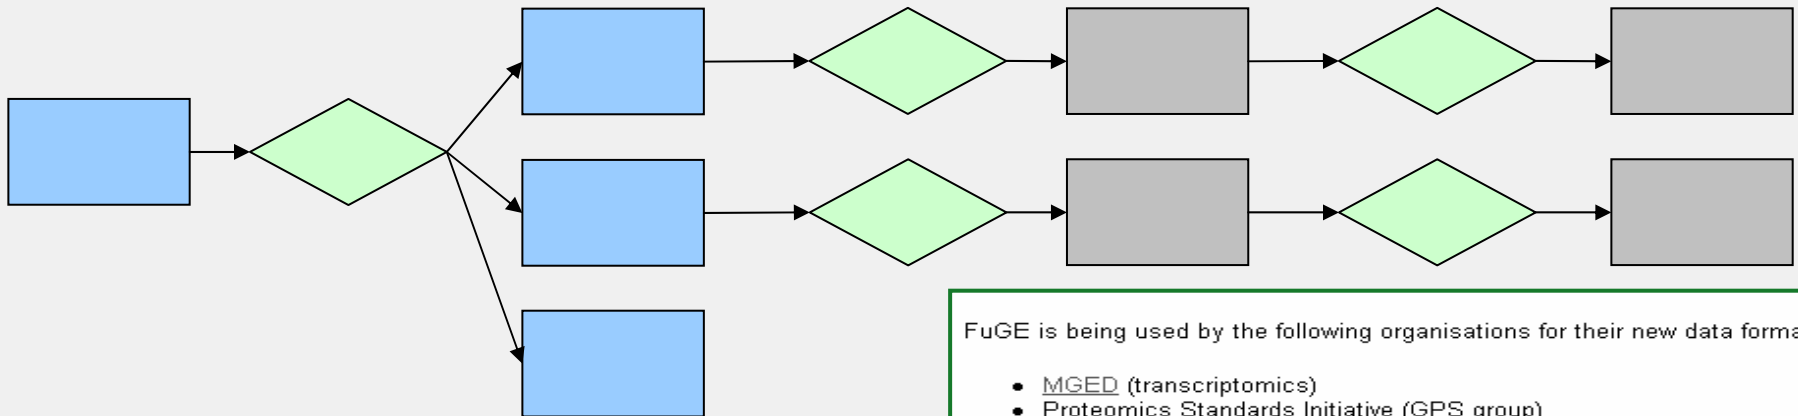 FuGE is being used by the following organisations for their new data forma
MGED (transcriptomics)
Proteomics Standards Initiative (GPS group)